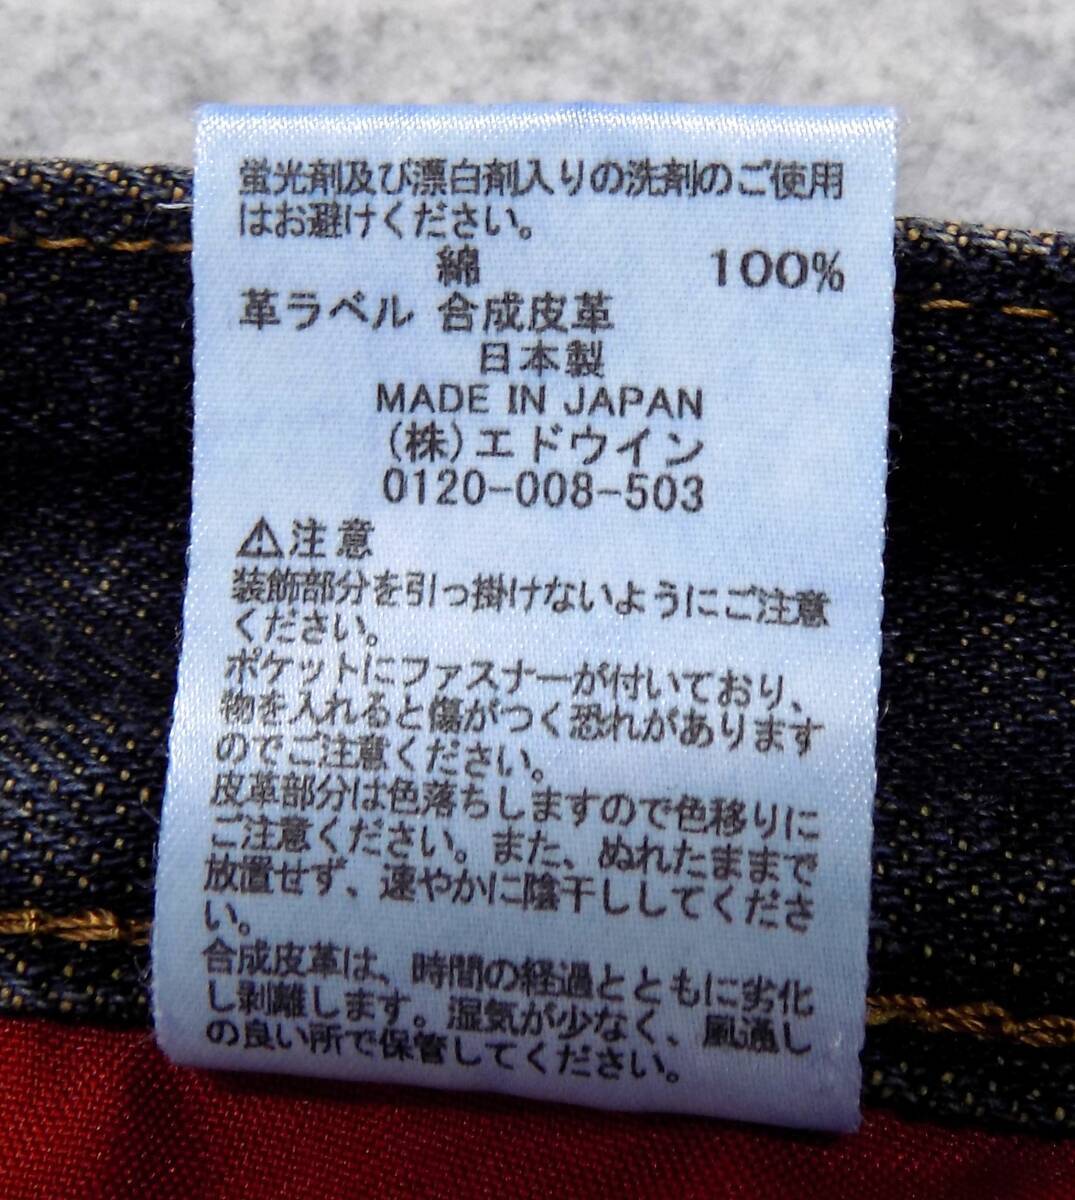 蛍光剤及び漂白剤入りの洗剤のご使用
はお避けください。
綿 100%
革ラベル 合成皮革
日本製
MADE IN JAPAN
(株)エドウイン
0120-008-503
⚠注意
装飾部分を引っ掛けないようにご注意
ください。
ポケットにファスナーが付いており、
物を入れると傷がつく恐れがあります
のでご注意ください。
皮革部分は色落ちしますので色移りに
ご注意ください。また、ぬれたままで
放置せず、速やかに陰干ししてくださ
い。
合成皮革は、時間の経過とともに劣化
し剥離します。湿気が少なく、風通し
の良い所で保管してください。